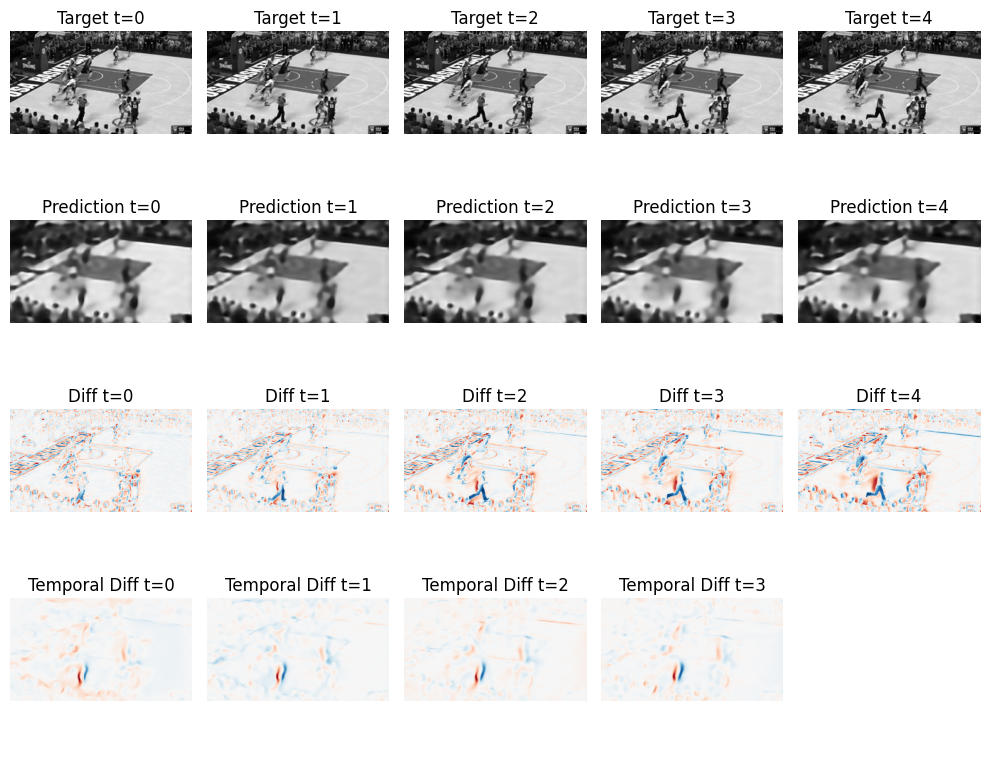 Target t=0
Target t=1
Target t=2
Target t=3
Target t=4
Prediction t=0
Prediction t=1
Prediction t=2
Prediction t=3
Prediction t=4
Diff t=0
Diff t=1
Diff t=2
Diff t=3
Diff t=4
Temporal Diff t=0
Temporal Diff t=1
Temporal Diff t=2
Temporal Diff t=3